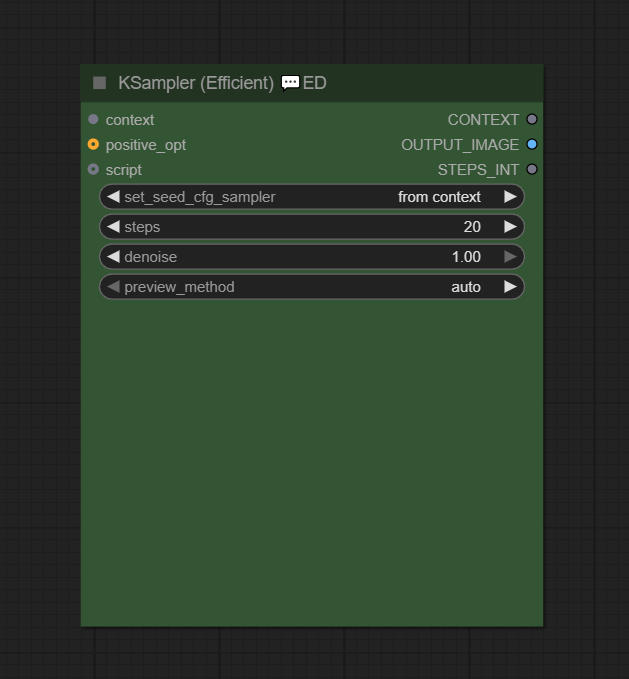 KSampler (Efficient) 💬ED
context CONTEXT
positive_opt OUTPUT_IMAGE
script STEPS_INT
set_seed_cfg_sampler from context
steps 20
denoise 1.00
preview_method auto